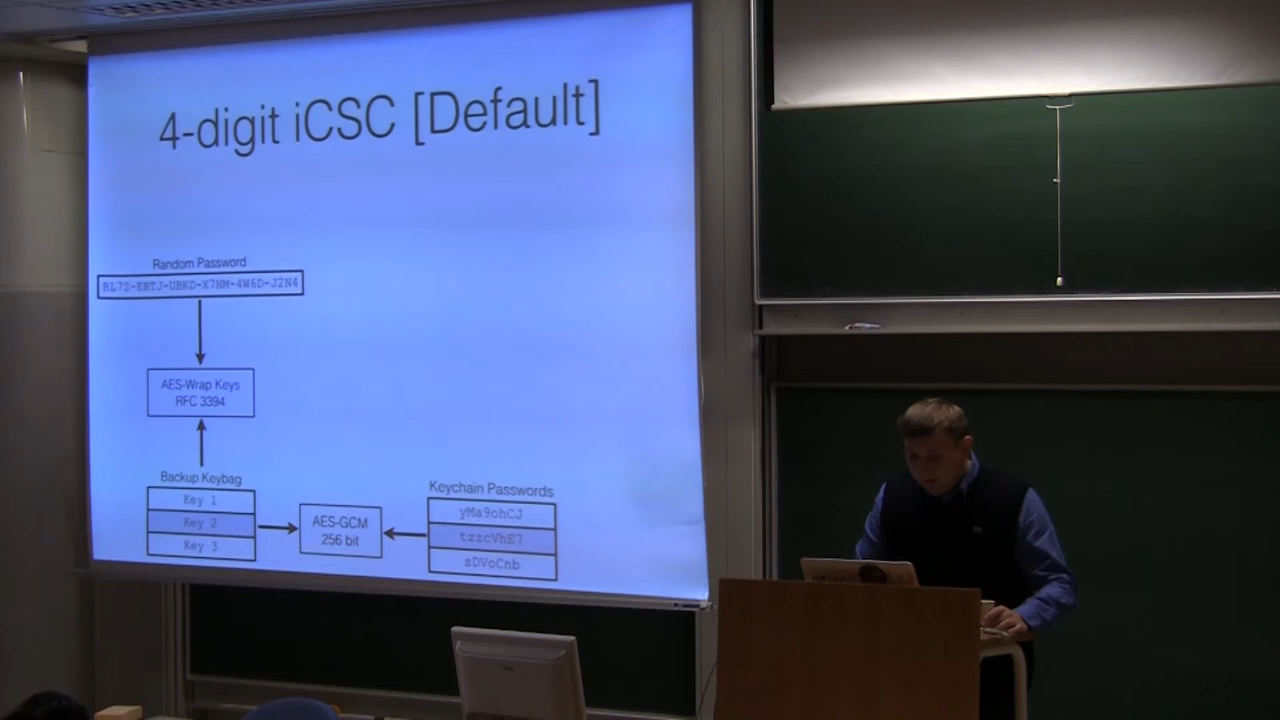 4-digit iCSC [Default]
Random Password
BL7Z-EBTJ-UBKD-X7NM-4W6D-J2N4
AES-Wrap Keys
RFC 3394
Backup Keybag
Key 1
Key 2
Key 3
AES-GCM
256 bit
Keychain Passwords
yMa9ohCJ
tzzcVhE7
sDVoCnb